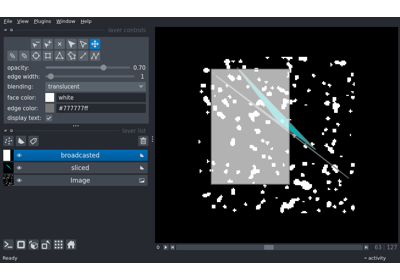 File View Plugins Window Help
layer controls
opacity: 0.70
edge width: 1
blending: translucent
face color: white
edge color: #777777ff
display text:
layer list
broadcasted
sliced
Image
63 127
Ready
activity